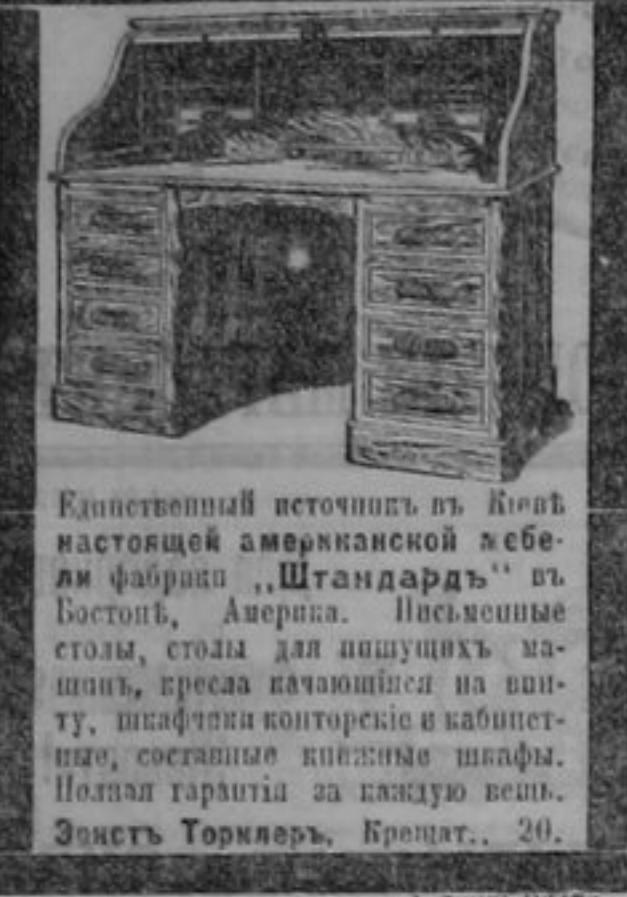 Единственный источникъ въ Кіевѣ
настоящей американской мебе-
ли фабрики „Штандардъ“ въ
Бостонѣ, Америка. Письменные
столы, столы для пишущихъ ма-
шинъ, кресла качающіяся на вин-
ту, шкафчики конторскіе и кабинет-
ные, составные книжные шкафы.
Полная гарантія за каждую вещь.
Эрнстъ Торклеръ, Крещат., 20.